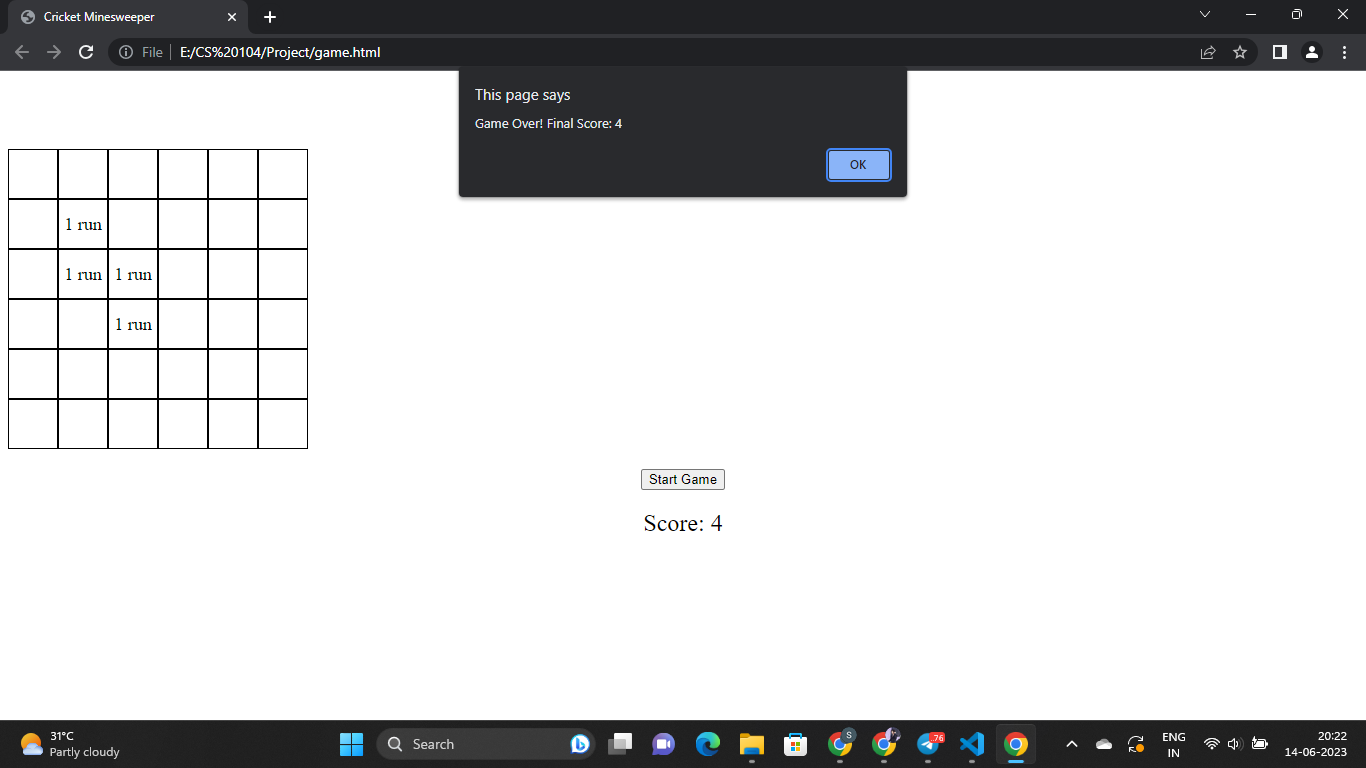 Cricket Minesweeper
File E:/CS%20104/Project/game.html
This page says
Game Over! Final Score: 4
OK
1 run
1 run 1 run
1 run
Start Game
Score: 4
31°C
Partly cloudy
Search
S
.76
ENG
IN
20:22
14-06-2023